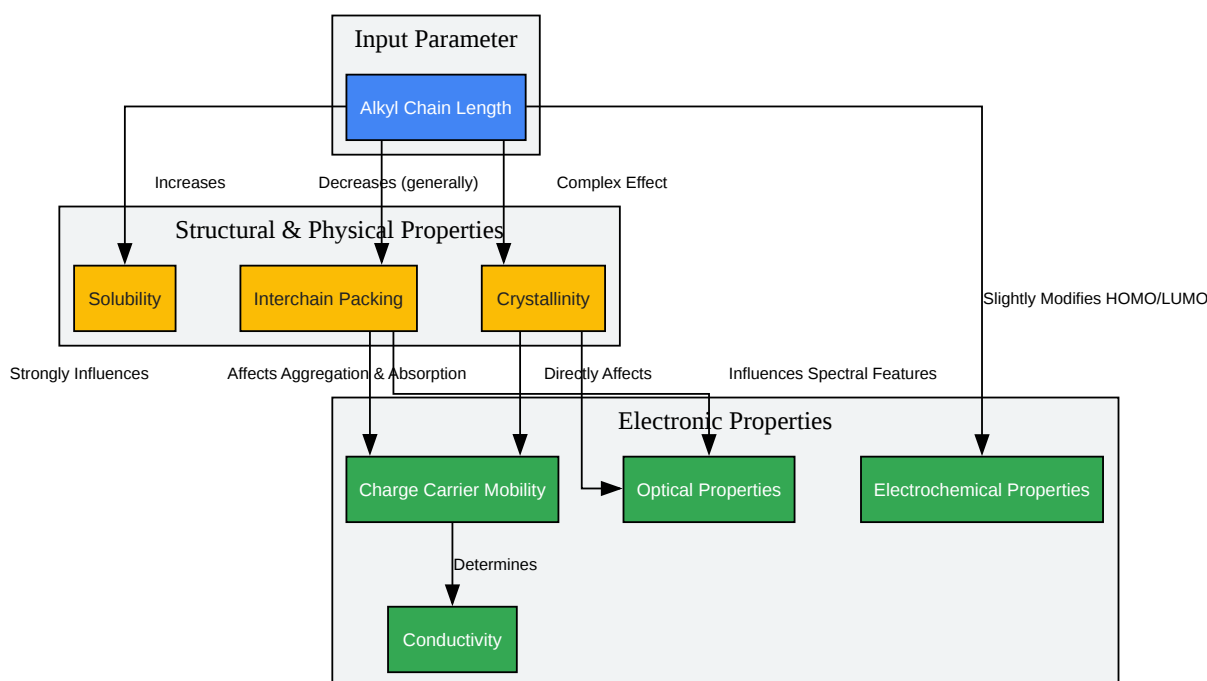 Input Parameter
Alkyl Chain Length
Increases
Decreases (generally)
Complex Effect
Structural & Physical Properties
Solubility
Interchain Packing
Crystallinity
Slightly Modifies HOMO/LUMO
Strongly Influences
Affects Aggregation & Absorption
Directly Affects
Influences Spectral Features
Electronic Properties
Charge Carrier Mobility
Optical Properties
Electrochemical Properties
Determines
Conductivity